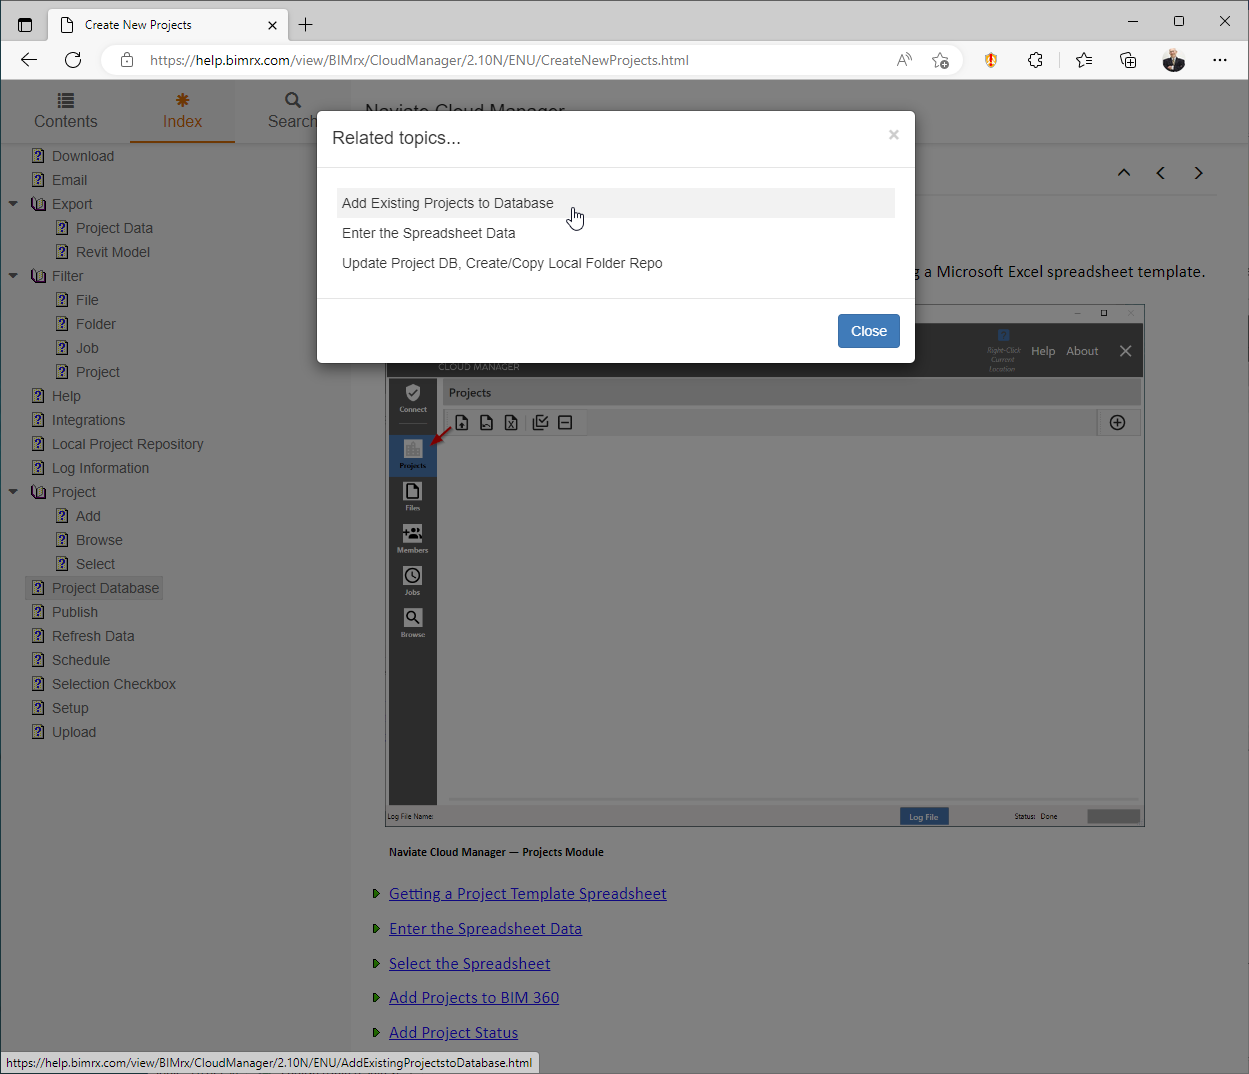 Create New Projects
https://help.bimrx.com/view/BIMrx/CloudManager/2.10N/ENU/CreateNewProjects.html
Contents
Index
Search
Naviate Cloud Manager
Related topics...
×
Add Existing Projects to Database
Enter the Spreadsheet Data
Update Project DB, Create/Copy Local Folder Repo
Close
Download
Email
Export
Project Data
Revit Model
Filter
File
Folder
Job
Project
Help
Integrations
Local Project Repository
Log Information
Project
Add
Browse
Select
Project Database
Publish
Refresh Data
Schedule
Selection Checkbox
Setup
Upload
a Microsoft Excel spreadsheet template.
CLOUD MANAGER
Right-Click
Current
Location
Help
About
Connect
Projects
Projects
Files
Members
Jobs
Browse
Log File Name:
Log File
Status: Done
Naviate Cloud Manager — Projects Module
Getting a Project Template Spreadsheet
Enter the Spreadsheet Data
Select the Spreadsheet
Add Projects to BIM 360
Add Project Status
https://help.bimrx.com/view/BIMrx/CloudManager/2.10N/ENU/AddExistingProjectstoDatabase.html